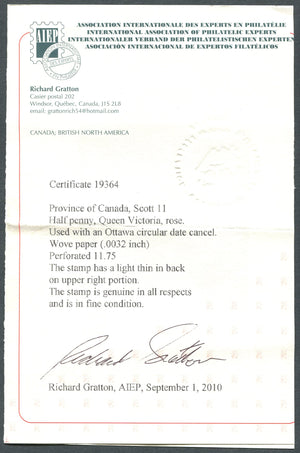 ASSOCIATION INTERNATIONALE DES EXPERTS EN PHILATÉLIE
INTERNATIONAL ASSOCIATION OF PHILATELIC EXPERTS
INTERNATIONALER VERBAND DER PHILATELISTISCHEN EXPERTEN
ASOCIACIÓN INTERNACIONAL DE EXPERTOS FILATÉLICOS
AIEP
Richard Gratton
Casier postal 202
Windsor, Québec, Canada, J1S 2L8
email: grattonrich54@hotmail.com
CANADA; BRITISH NORTH AMERICA
Certificate 19364
Province of Canada, Scott 11
Half penny, Queen Victoria, rose.
Used with an Ottawa circular date cancel.
Wove paper (.0032 inch)
Perforated 11.75
The stamp has a light thin in back
on upper right portion.
The stamp is genuine in all respects
and is in fine condition.
Richard Gratton
Richard Gratton, AIEP, September 1, 2010